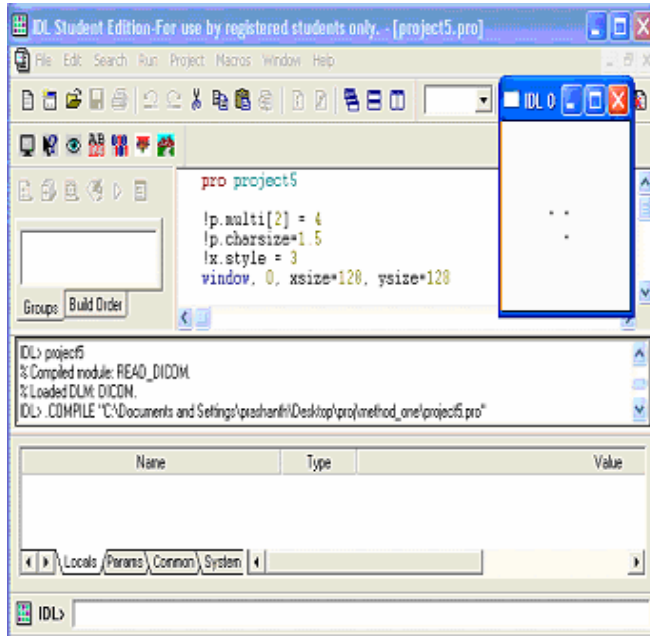 IDL Student Edition-For use by registered students only. - [project5.pro]
File Edit Search Run Project Macros Window Help
IDL 0
pro project5
!p.multi[2] = 4
!p.charsize=1.5
!x.style = 3
window, 0, xsize=128, ysize=128
Groups Build Order
IDL> project5
% Compiled module: READ_DICOM.
% Loaded DLM: DICOM.
IDL> .COMPILE "C:\Documents and Settings\prashanth\Desktop\proj\method_one\project5.pro"
Name Type Value
Locals Params Common System
IDL>